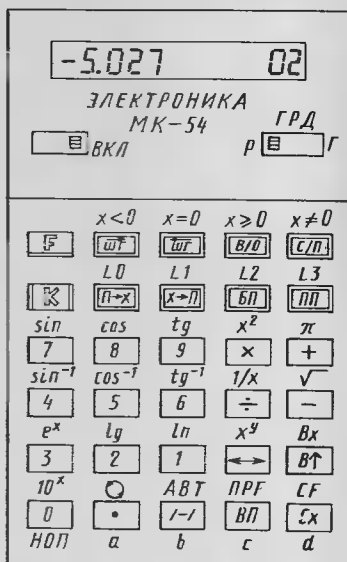 -5.027 02
ЭЛЕКТРОНИКА
МК-54
ГРД
ВКЛ Р Г
x<0 x=0 x≥0 x≠0
F ШГ ШГ В/О С/П
L0 L1 L2 L3
K П→x x→П БП ПП
sin cos tg x² π
7 8 9 × +
sin⁻¹ cos⁻¹ tg⁻¹ 1/x √
4 5 6 ÷ −
eˣ lg ln xʸ Bx
3 2 1 ↔ В↑
10ˣ АВТ ПРГ CF
0 • /−/ ВП Cx
НОП a b c d